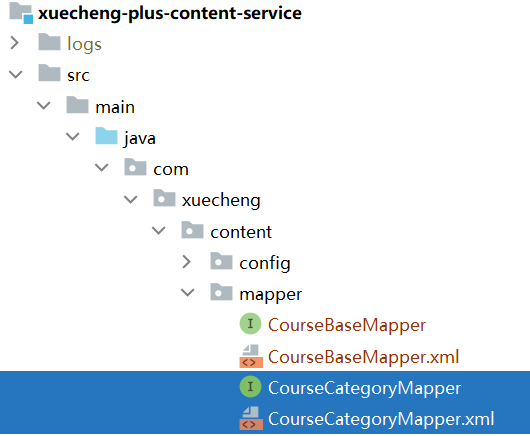 xuecheng-plus-content-service
logs
src
main
java
com
xuecheng
content
config
mapper
I CourseBaseMapper
CourseBaseMapper.xml
I CourseCategoryMapper
CourseCategoryMapper.xml